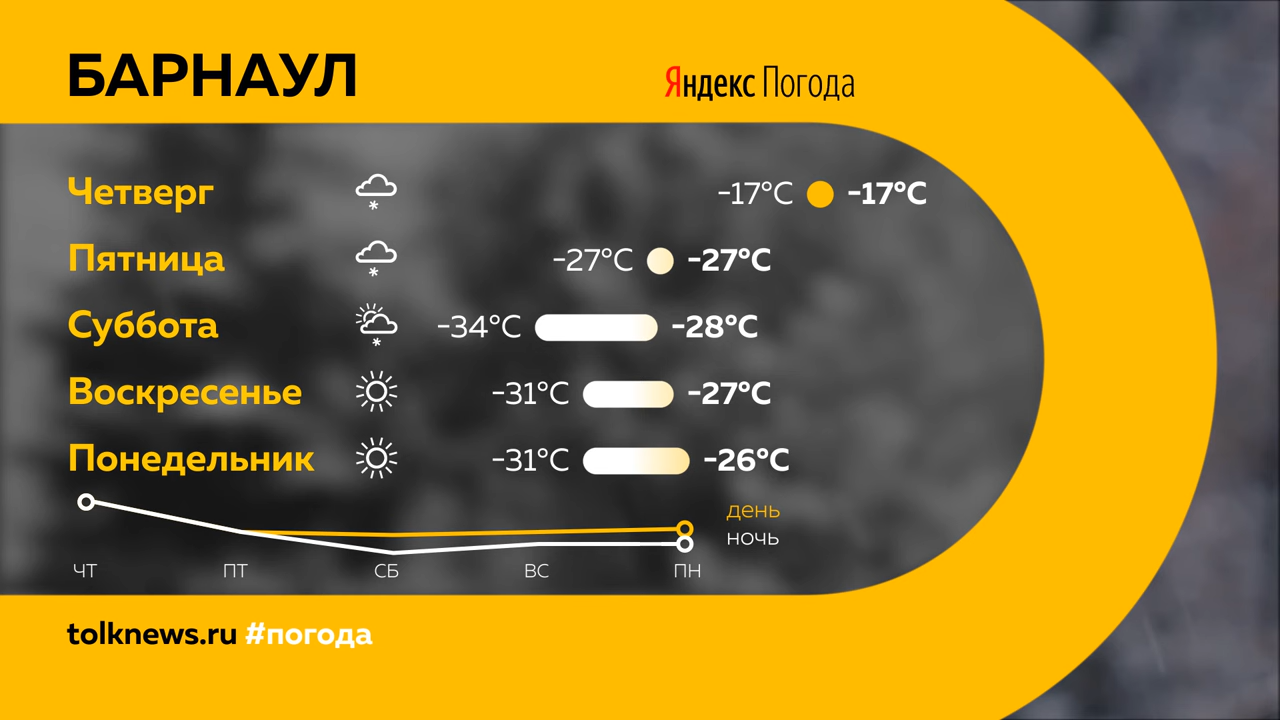 БАРНАУЛ
Яндекс Погода
Четверг -17°C -17°C
Пятница -27°C -27°C
Суббота -34°C -28°C
Воскресенье -31°C -27°C
Понедельник -31°C -26°C
день
ночь
ЧТ ПТ СБ ВС ПН
tolknews.ru #погода